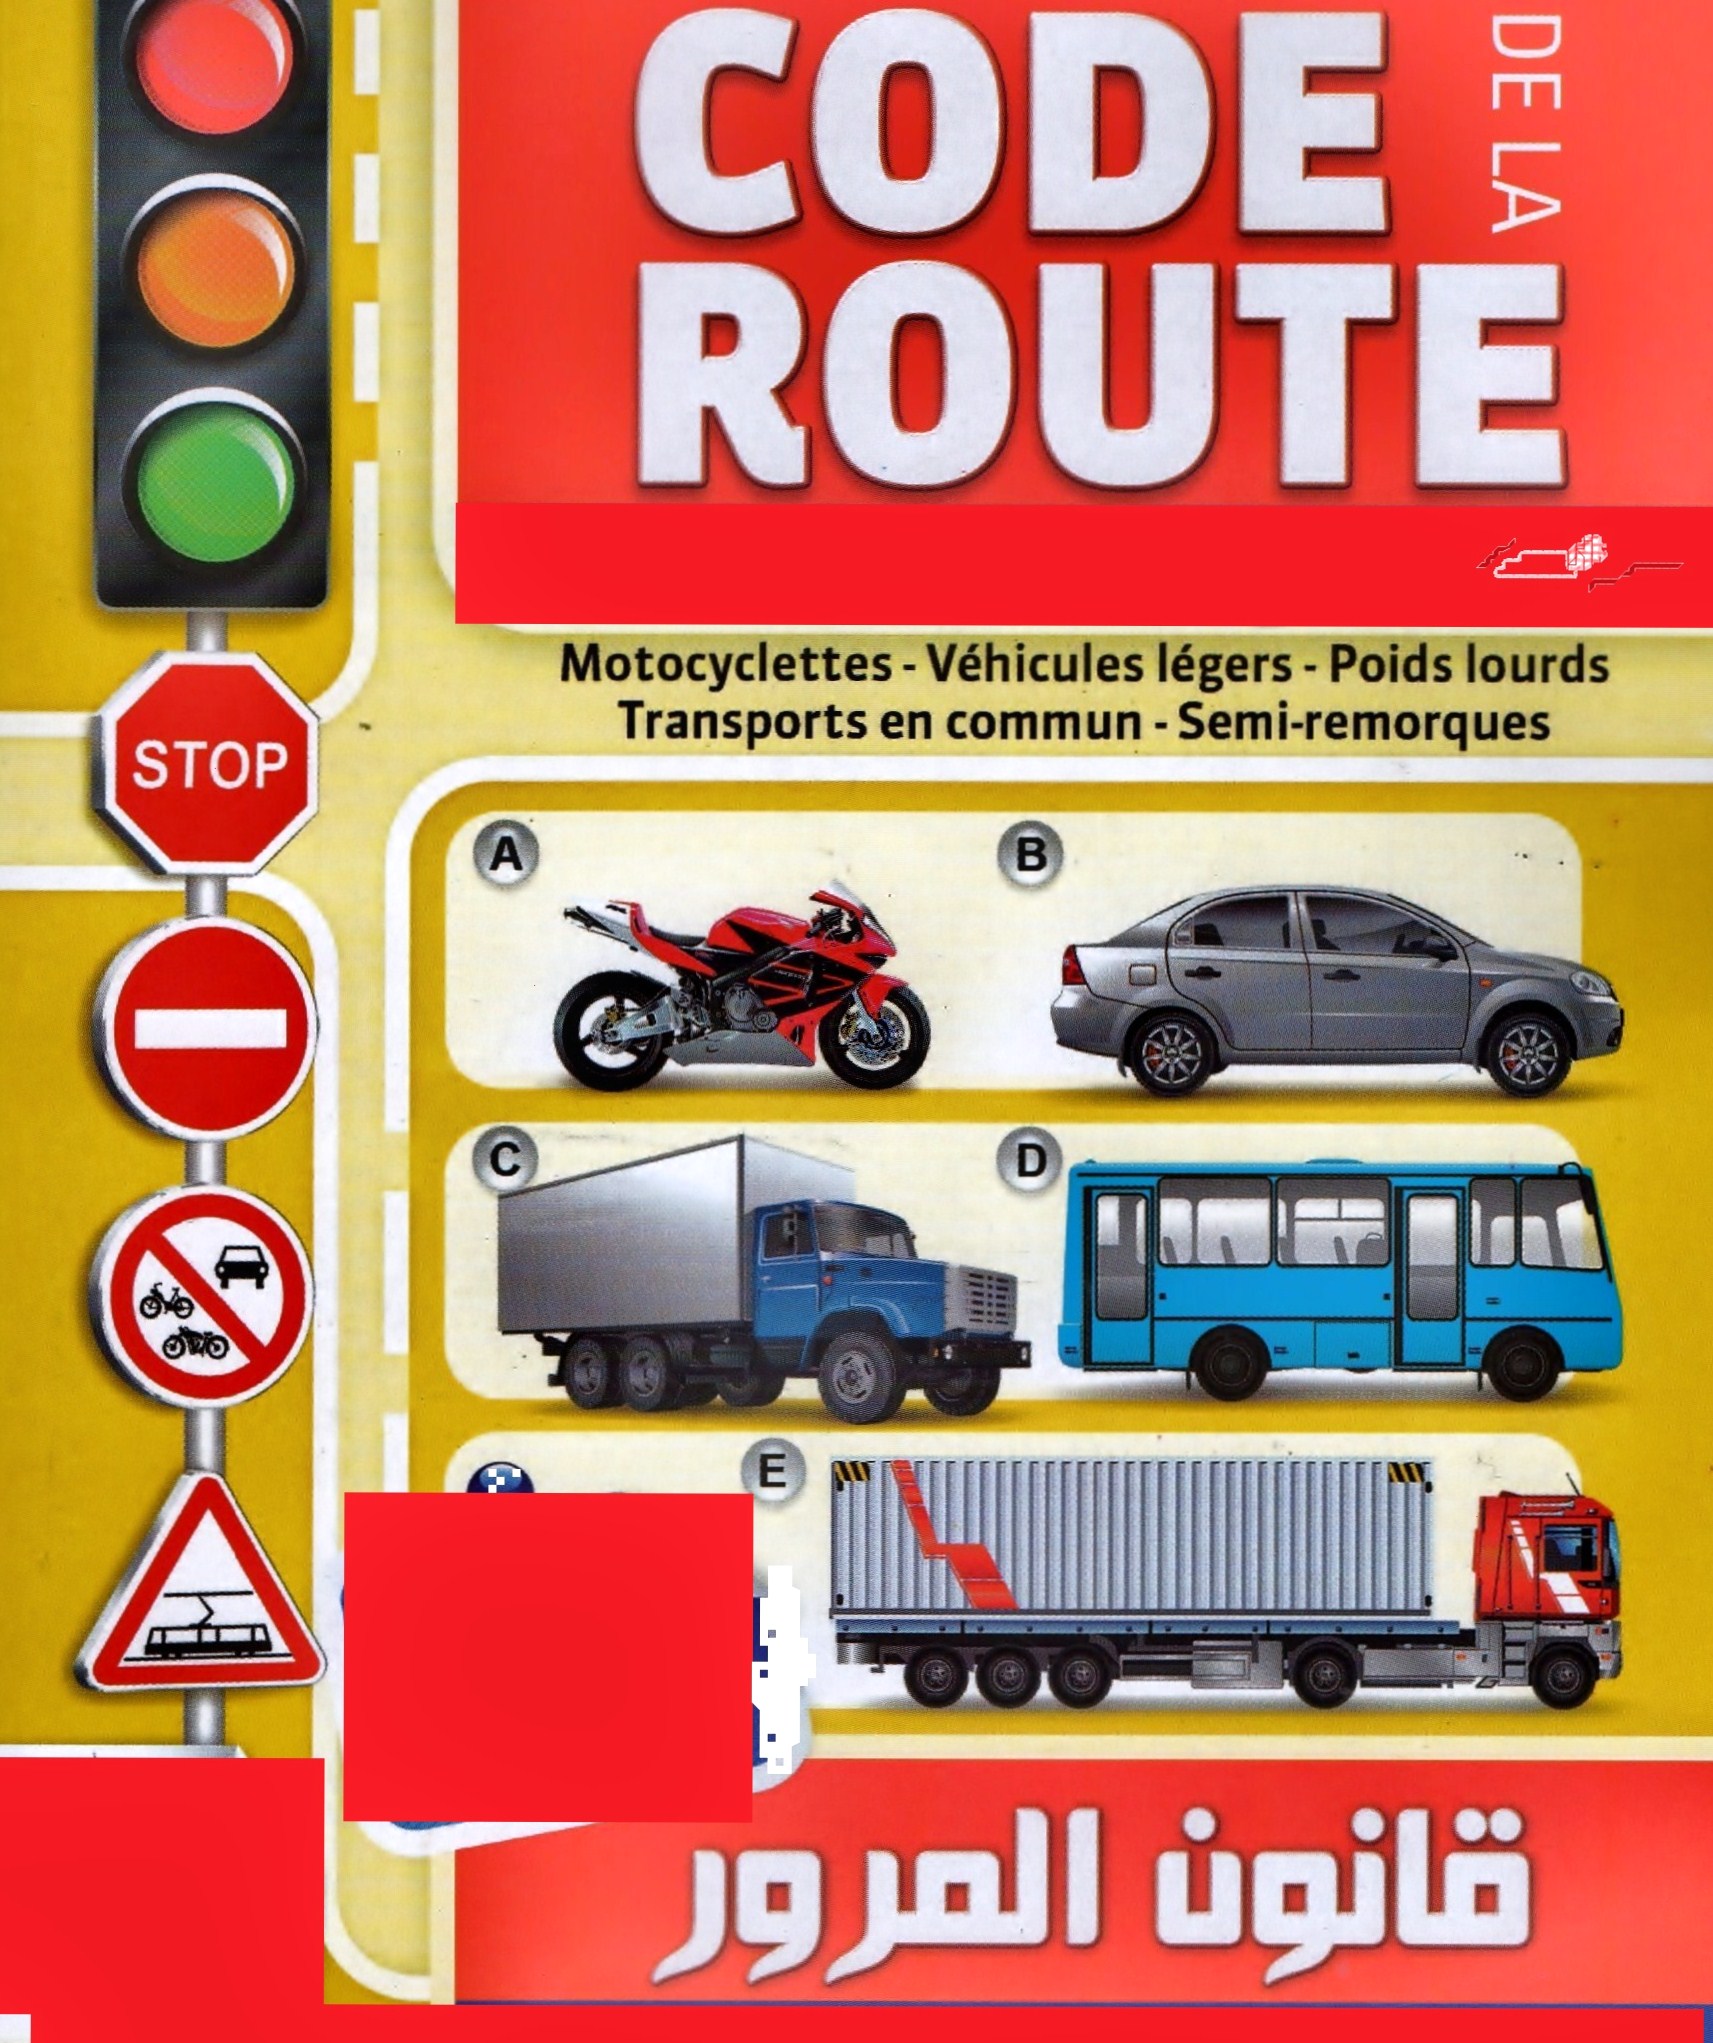 CODE
DE LA
ROUTE
Motocyclettes - Véhicules légers - Poids lourds
Transports en commun - Semi-remorques
STOP
A
B
C
D
E
قانون المرور